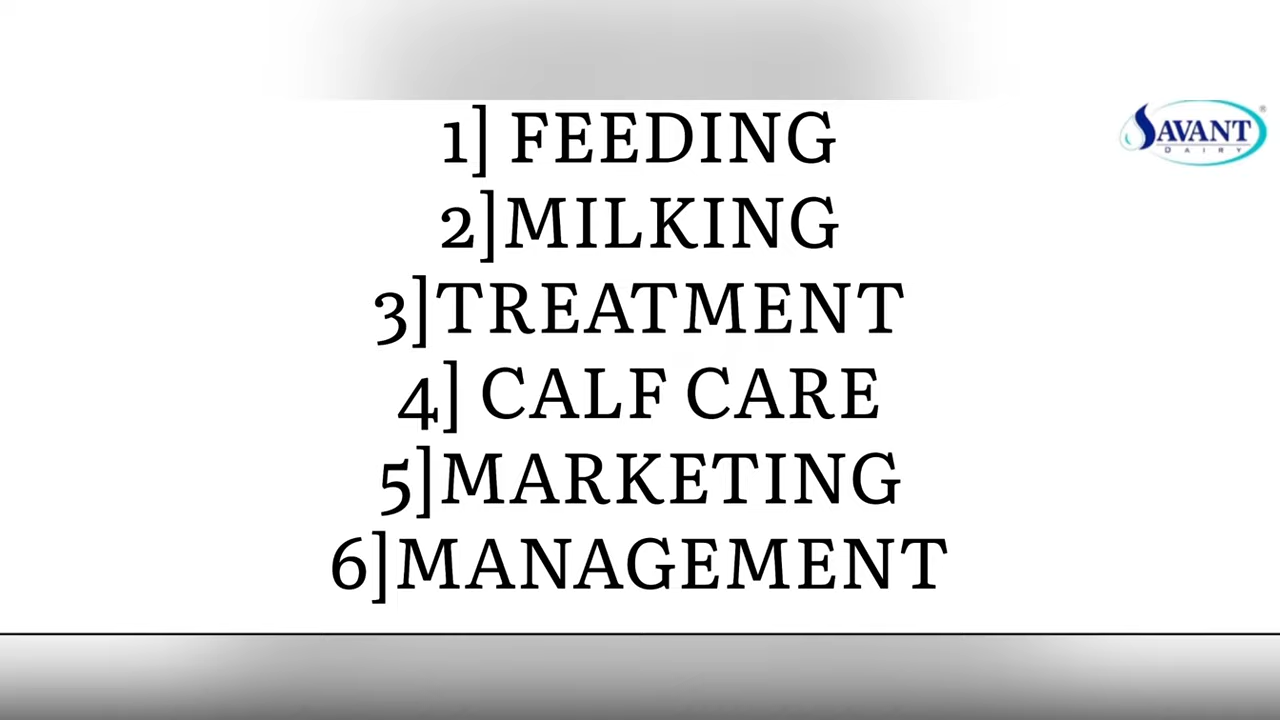 1] FEEDING
2]MILKING
3]TREATMENT
4] CALF CARE
5]MARKETING
6]MANAGEMENT
SAVANT®
DAIRY